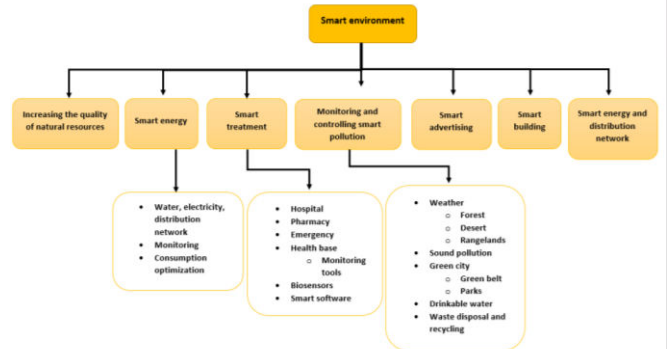 Smart environment
Increasing the quality
of natural resources
Smart energy
Smart
treatment
Monitoring and
controlling smart
pollution
Smart
advertising
Smart
building
Smart energy and
distribution
network
• Water, electricity,
distribution
network
• Monitoring
• Consumption
optimization
• Hospital
• Pharmacy
• Emergency
• Health base
o Monitoring
tools
• Biosensors
• Smart software
• Weather
o Forest
o Desert
o Rangelands
• Sound pollution
• Green city
o Green belt
o Parks
• Drinkable water
• Waste disposal and
recycling